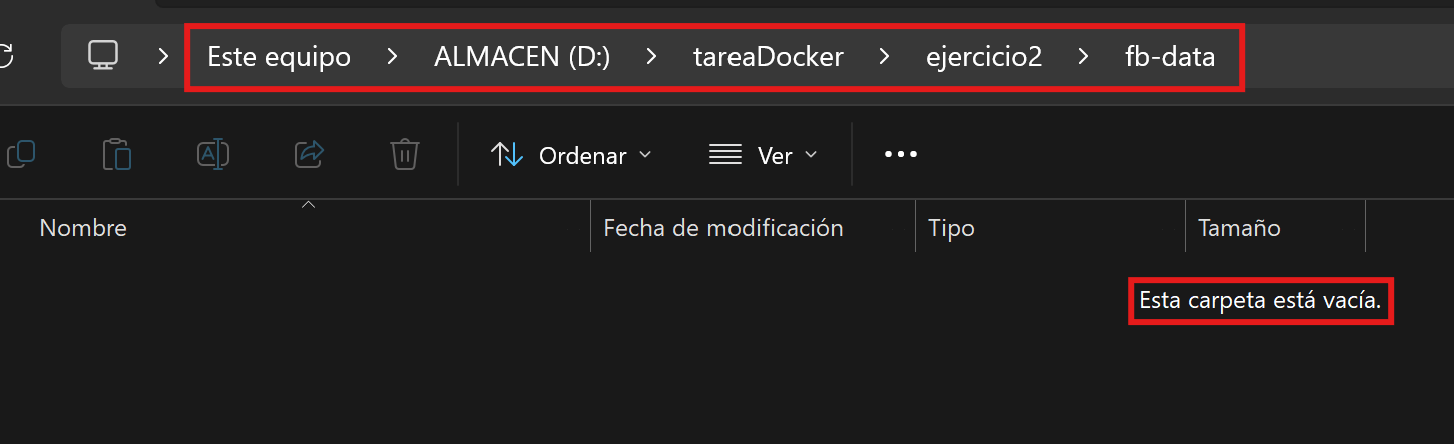 Este equipo > ALMACEN (D:) > tareaDocker > ejercicio2 > fb-data
Ordenar Ver
Nombre Fecha de modificación Tipo Tamaño
Esta carpeta está vacía.